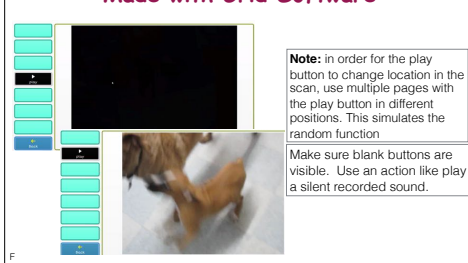 Made with Grid Software
play
Back
play
Back
Note: in order for the play
button to change location in the
scan, use multiple pages with
the play button in different
positions. This simulates the
random function
Make sure blank buttons are
visible.  Use an action like play
a silent recorded sound.
F